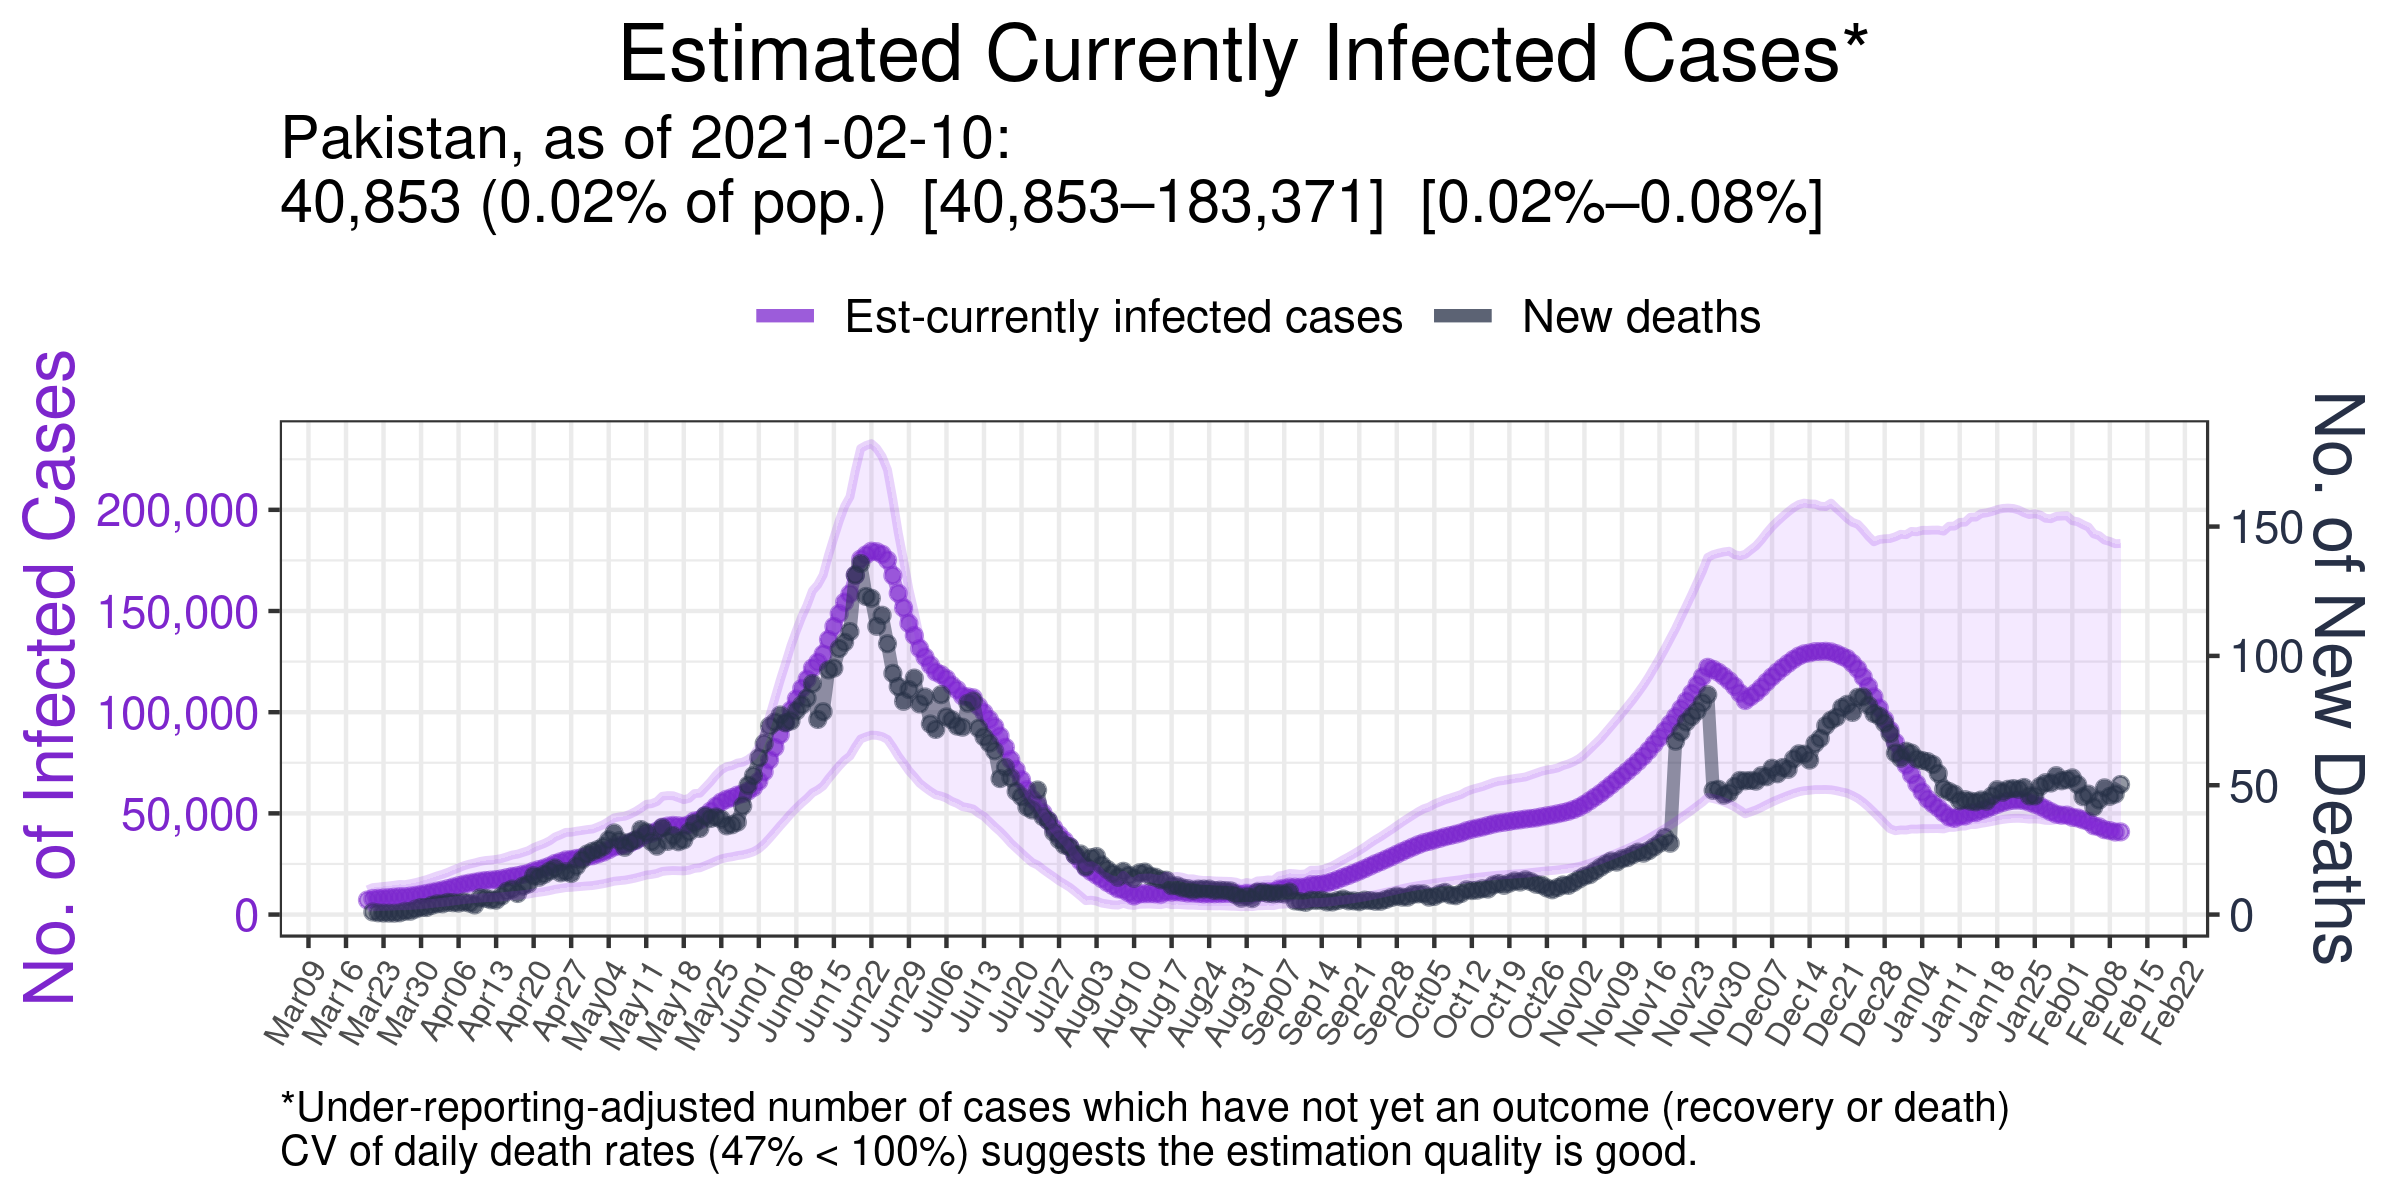 Estimated Currently Infected Cases*
Pakistan, as of 2021-02-10:
40,853 (0.02% of pop.) [40,853–183,371] [0.02%–0.08%]
Est-currently infected cases New deaths
No. of Infected Cases
200,000
150,000
100,000
50,000
0
150
100
50
0
No. of New Deaths
Mar09 Mar16 Mar23 Mar30 Apr06 Apr13 Apr20 Apr27 May04 May11 May18 May25 Jun01 Jun08 Jun15 Jun22 Jun29 Jul06 Jul13 Jul20 Jul27 Aug03 Aug10 Aug17 Aug24 Aug31 Sep07 Sep14 Sep21 Sep28 Oct05 Oct12 Oct19 Oct26 Nov02 Nov09 Nov16 Nov23 Nov30 Dec07 Dec14 Dec21 Dec28 Jan04 Jan11 Jan18 Jan25 Feb01 Feb08 Feb15 Feb22
*Under-reporting-adjusted number of cases which have not yet an outcome (recovery or death)
CV of daily death rates (47% < 100%) suggests the estimation quality is good.